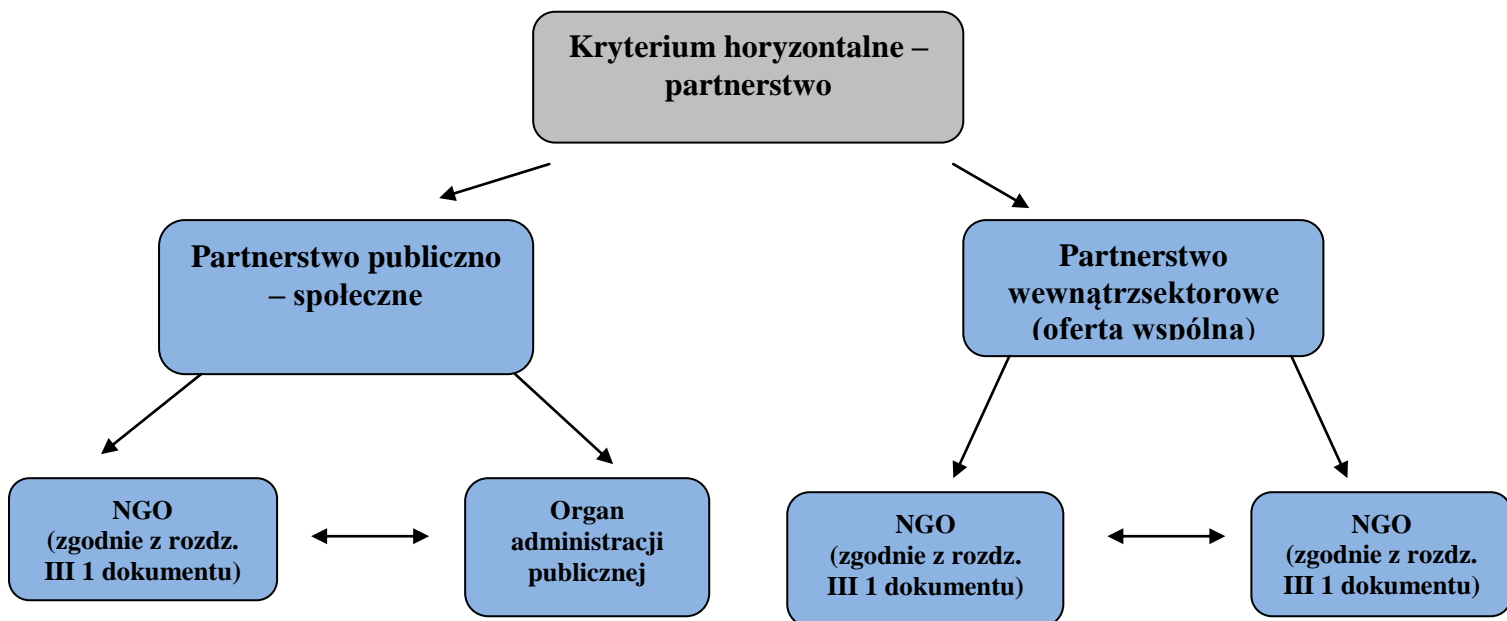 Kryterium horyzontalne –
partnerstwo
Partnerstwo publiczno
– społeczne
Partnerstwo
wewnątrzsektorowe
(oferta wspólna)
NGO
(zgodnie z rozdz.
III 1 dokumentu)
Organ
administracji
publicznej
NGO
(zgodnie z rozdz.
III 1 dokumentu)
NGO
(zgodnie z rozdz.
III 1 dokumentu)